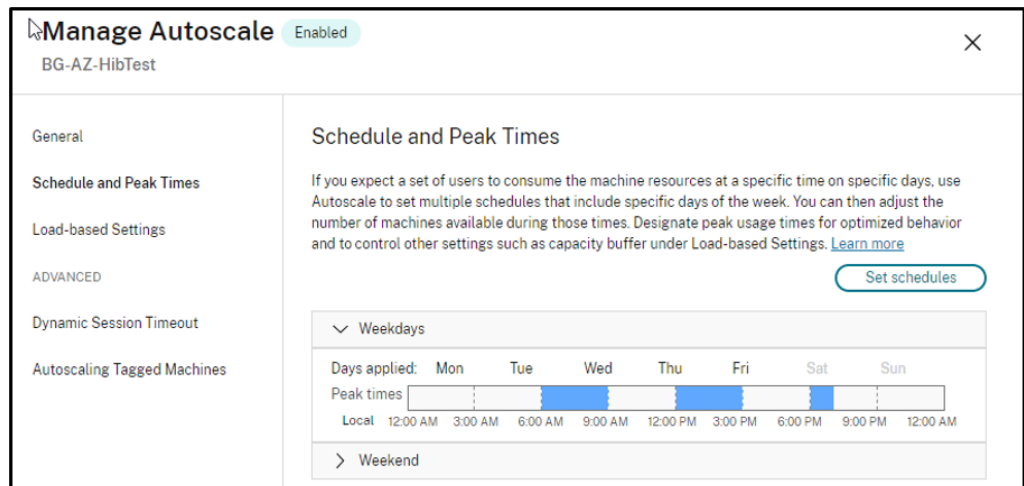 Manage Autoscale Enabled
BG-AZ-HibTest
General
Schedule and Peak Times
Load-based Settings
ADVANCED
Dynamic Session Timeout
Autoscaling Tagged Machines
Schedule and Peak Times
If you expect a set of users to consume the machine resources at a specific time on specific days, use
Autoscale to set multiple schedules that include specific days of the week. You can then adjust the
number of machines available during those times. Designate peak usage times for optimized behavior
and to control other settings such as capacity buffer under Load-based Settings. Learn more
Set schedules
Weekdays
Days applied: Mon Tue Wed Thu Fri Sat Sun
Peak times
Local 12:00 AM 3:00 AM 6:00 AM 9:00 AM 12:00 PM 3:00 PM 6:00 PM 9:00 PM 12:00 AM
Weekend